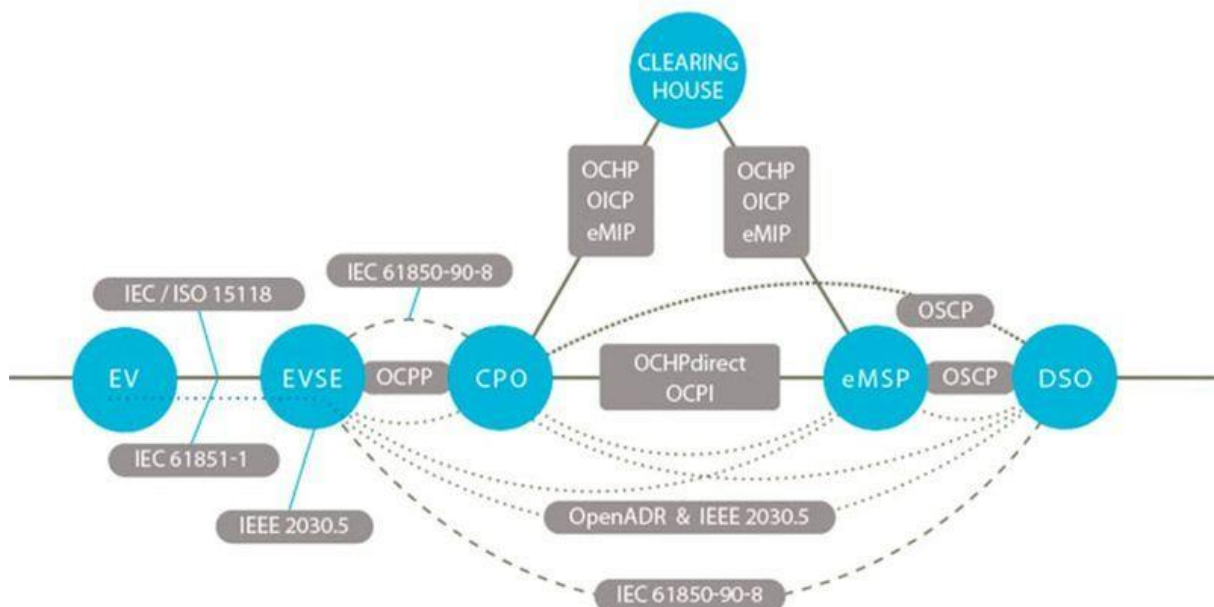 CLEARING
HOUSE
OCHP
OICP
eMIP
OCHP
OICP
eMIP
IEC 61850-90-8
IEC / ISO 15118
OSCP
EV
EVSE
OCPP
CPO
OCHPdirect
OCPI
eMSP
OSCP
DSO
IEC 61851-1
IEEE 2030.5
OpenADR & IEEE 2030.5
IEC 61850-90-8